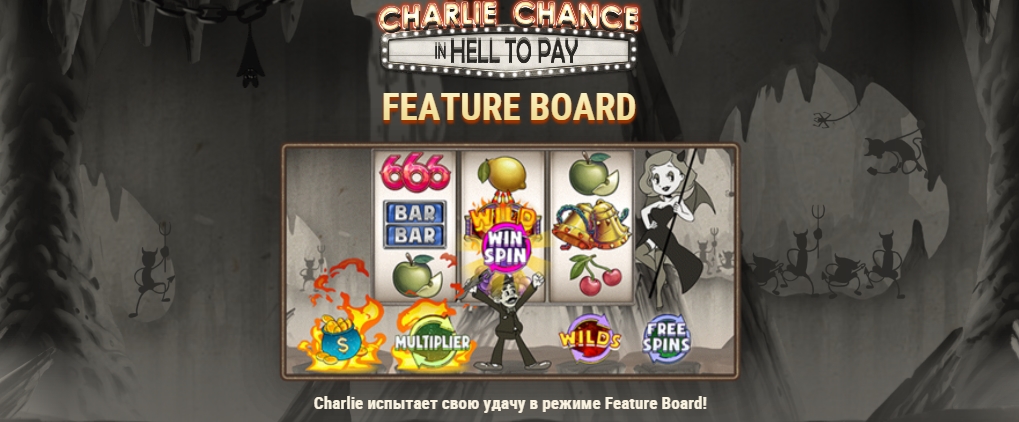 CHARLIE CHANCE
IN HELL TO PAY
FEATURE BOARD
666
BAR
BAR
WILD
WIN
SPIN
$
MULTIPLIER
WILDS
FREE
SPINS
Charlie испытает свою удачу в режиме Feature Board!